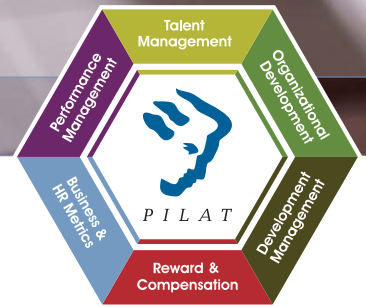 Talent
Management
Organizational
Development
Development
Management
Reward &
Compensation
Business &
HR Metrics
Performance
Management
PILAT